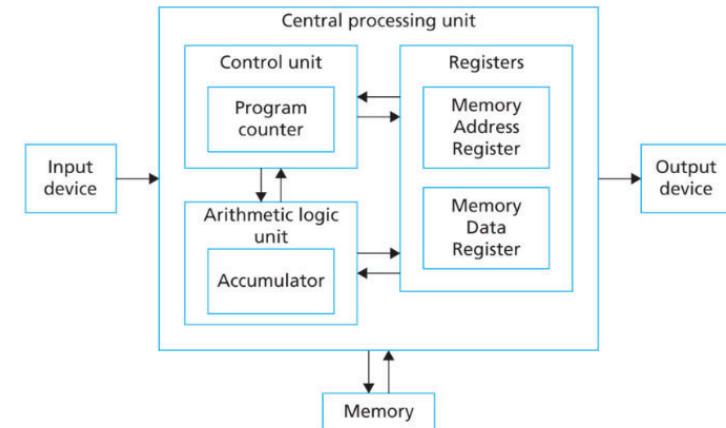 Central processing unit
Control unit
Program
counter
Registers
Memory
Address
Register
Input
device
Output
device
Arithmetic logic
unit
Accumulator
Memory
Data
Register
Memory